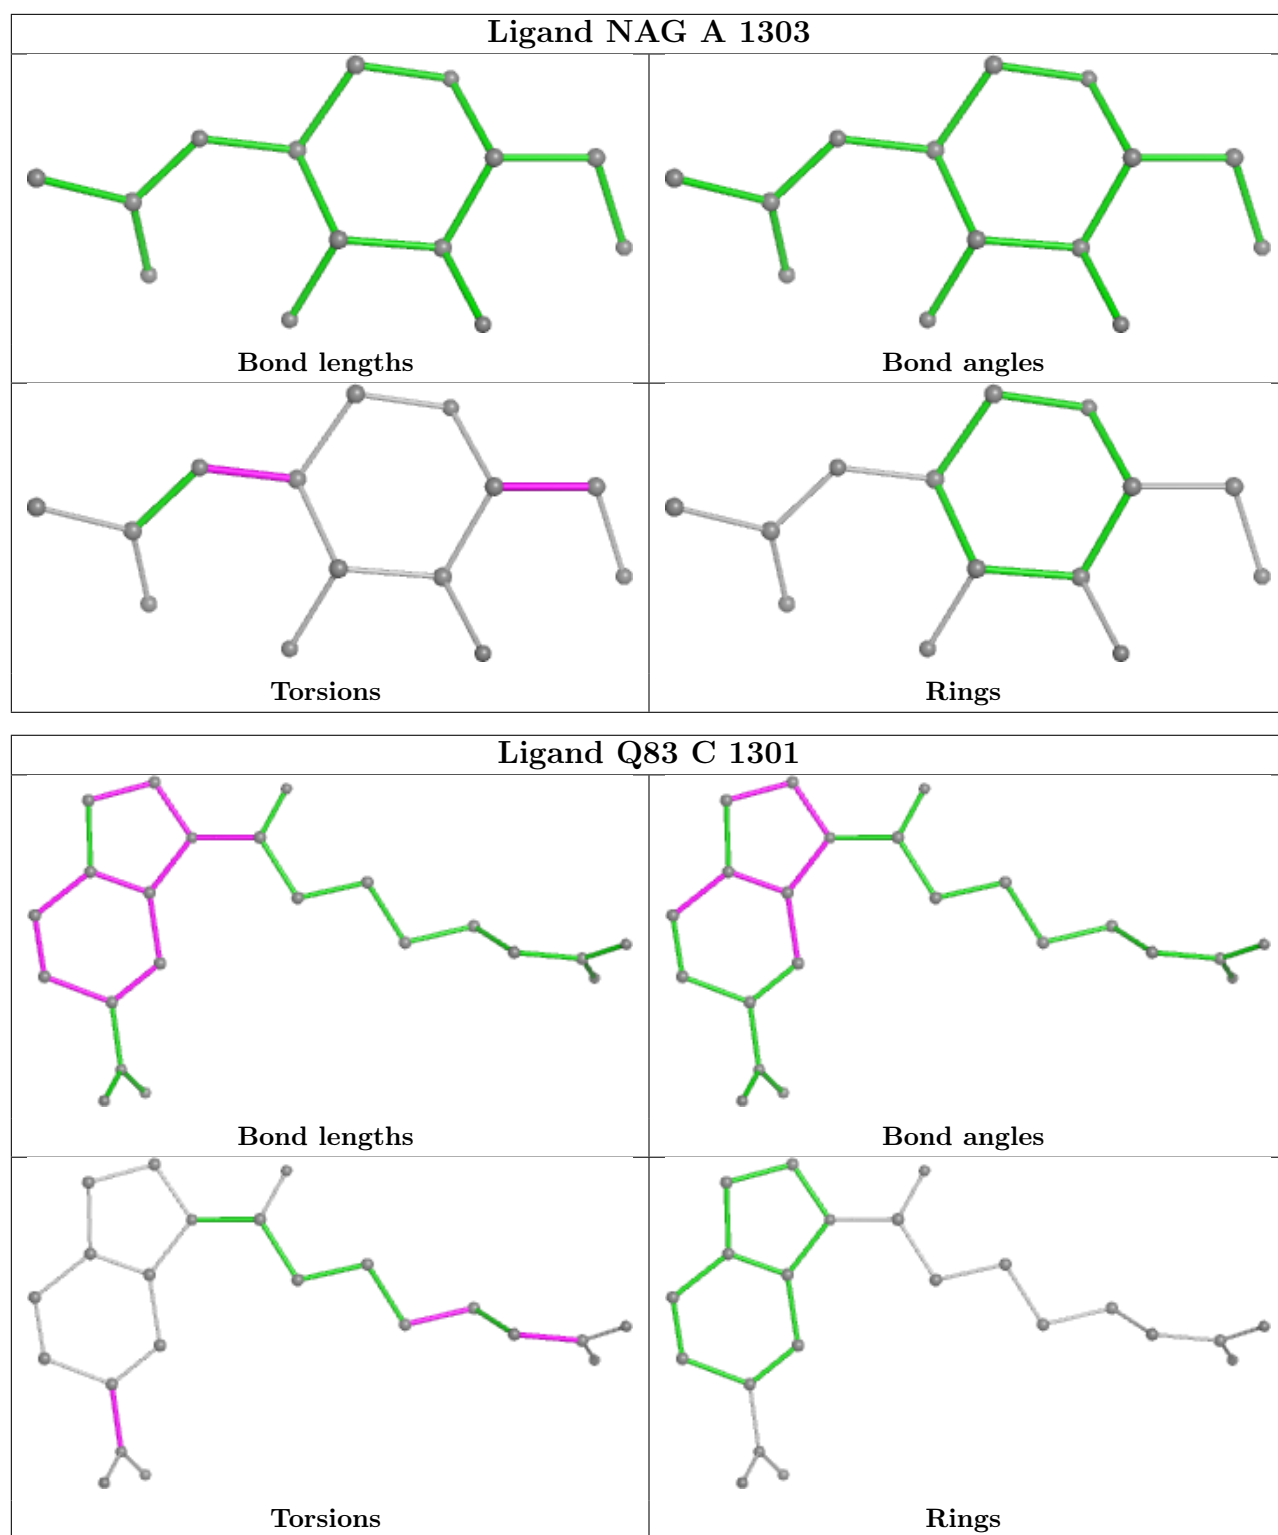 Ligand NAG A 1303
Bond lengths
Bond angles
Torsions
Rings
Ligand Q83 C 1301
Bond lengths
Bond angles
Torsions
Rings